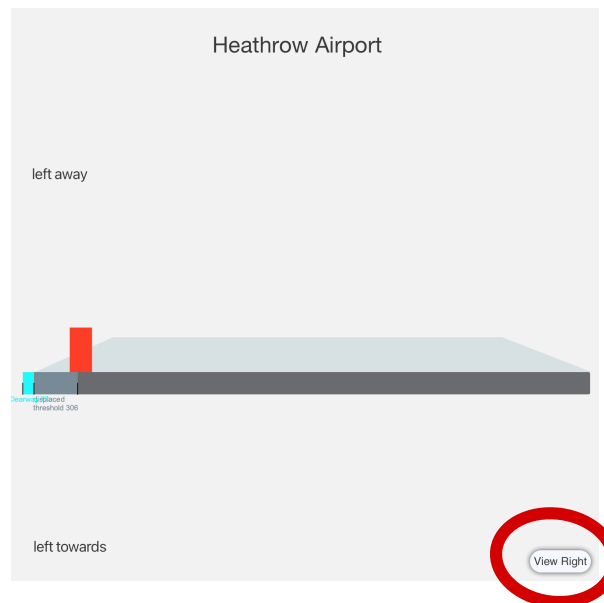 Heathrow Airport
left away
displaced
threshold 306
left towards
View Right